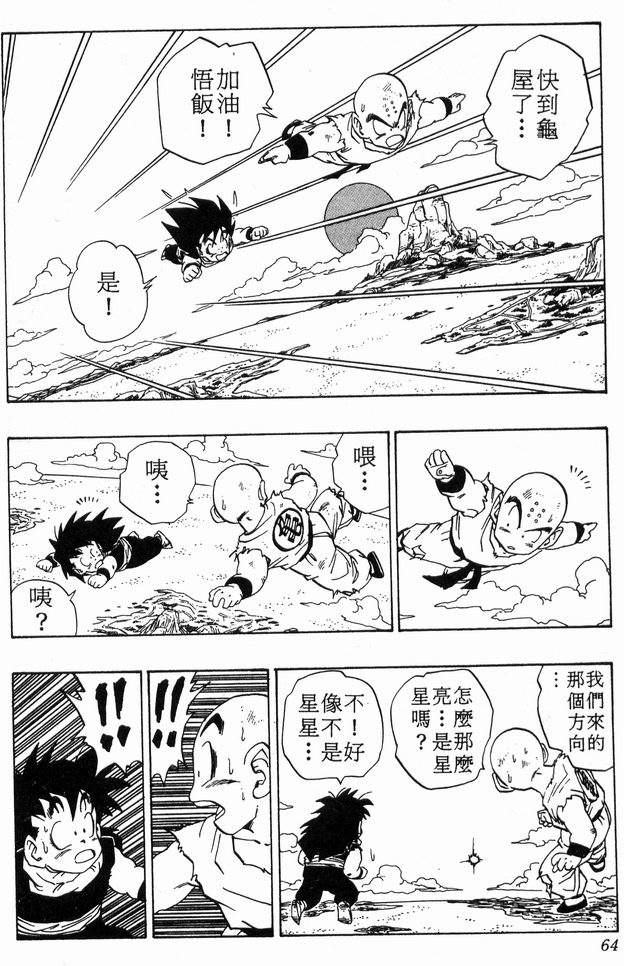 快到龜
屋了…
加油！
悟飯！
是！
喂…
咦…
咦？
我們來的
那個方向
…
怎麼那麼
亮…是星
星嗎？
不！好
像不是
星星…
!!
!!
64